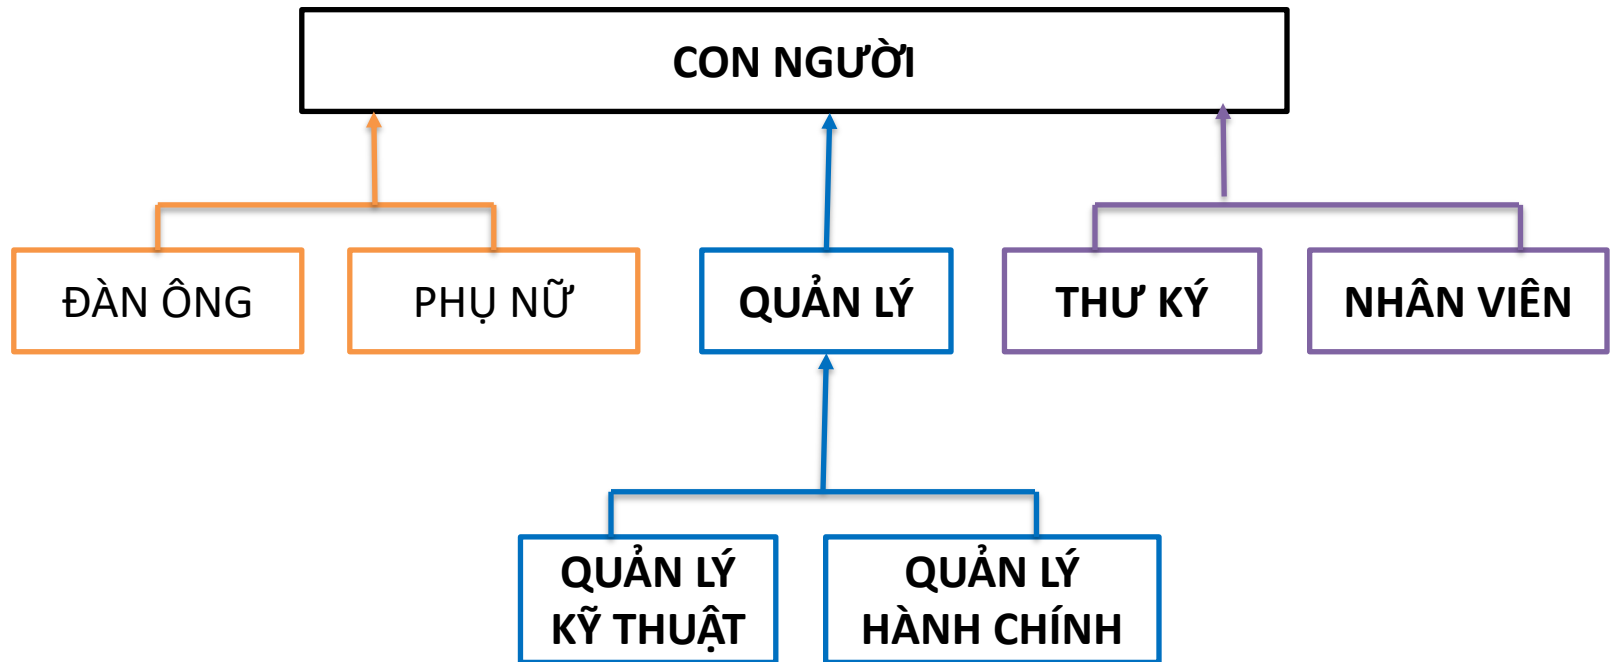 CON NGƯỜI
ĐÀN ÔNG
PHỤ NỮ
QUẢN LÝ
THƯ KÝ
NHÂN VIÊN
QUẢN LÝ
KỸ THUẬT
QUẢN LÝ
HÀNH CHÍNH